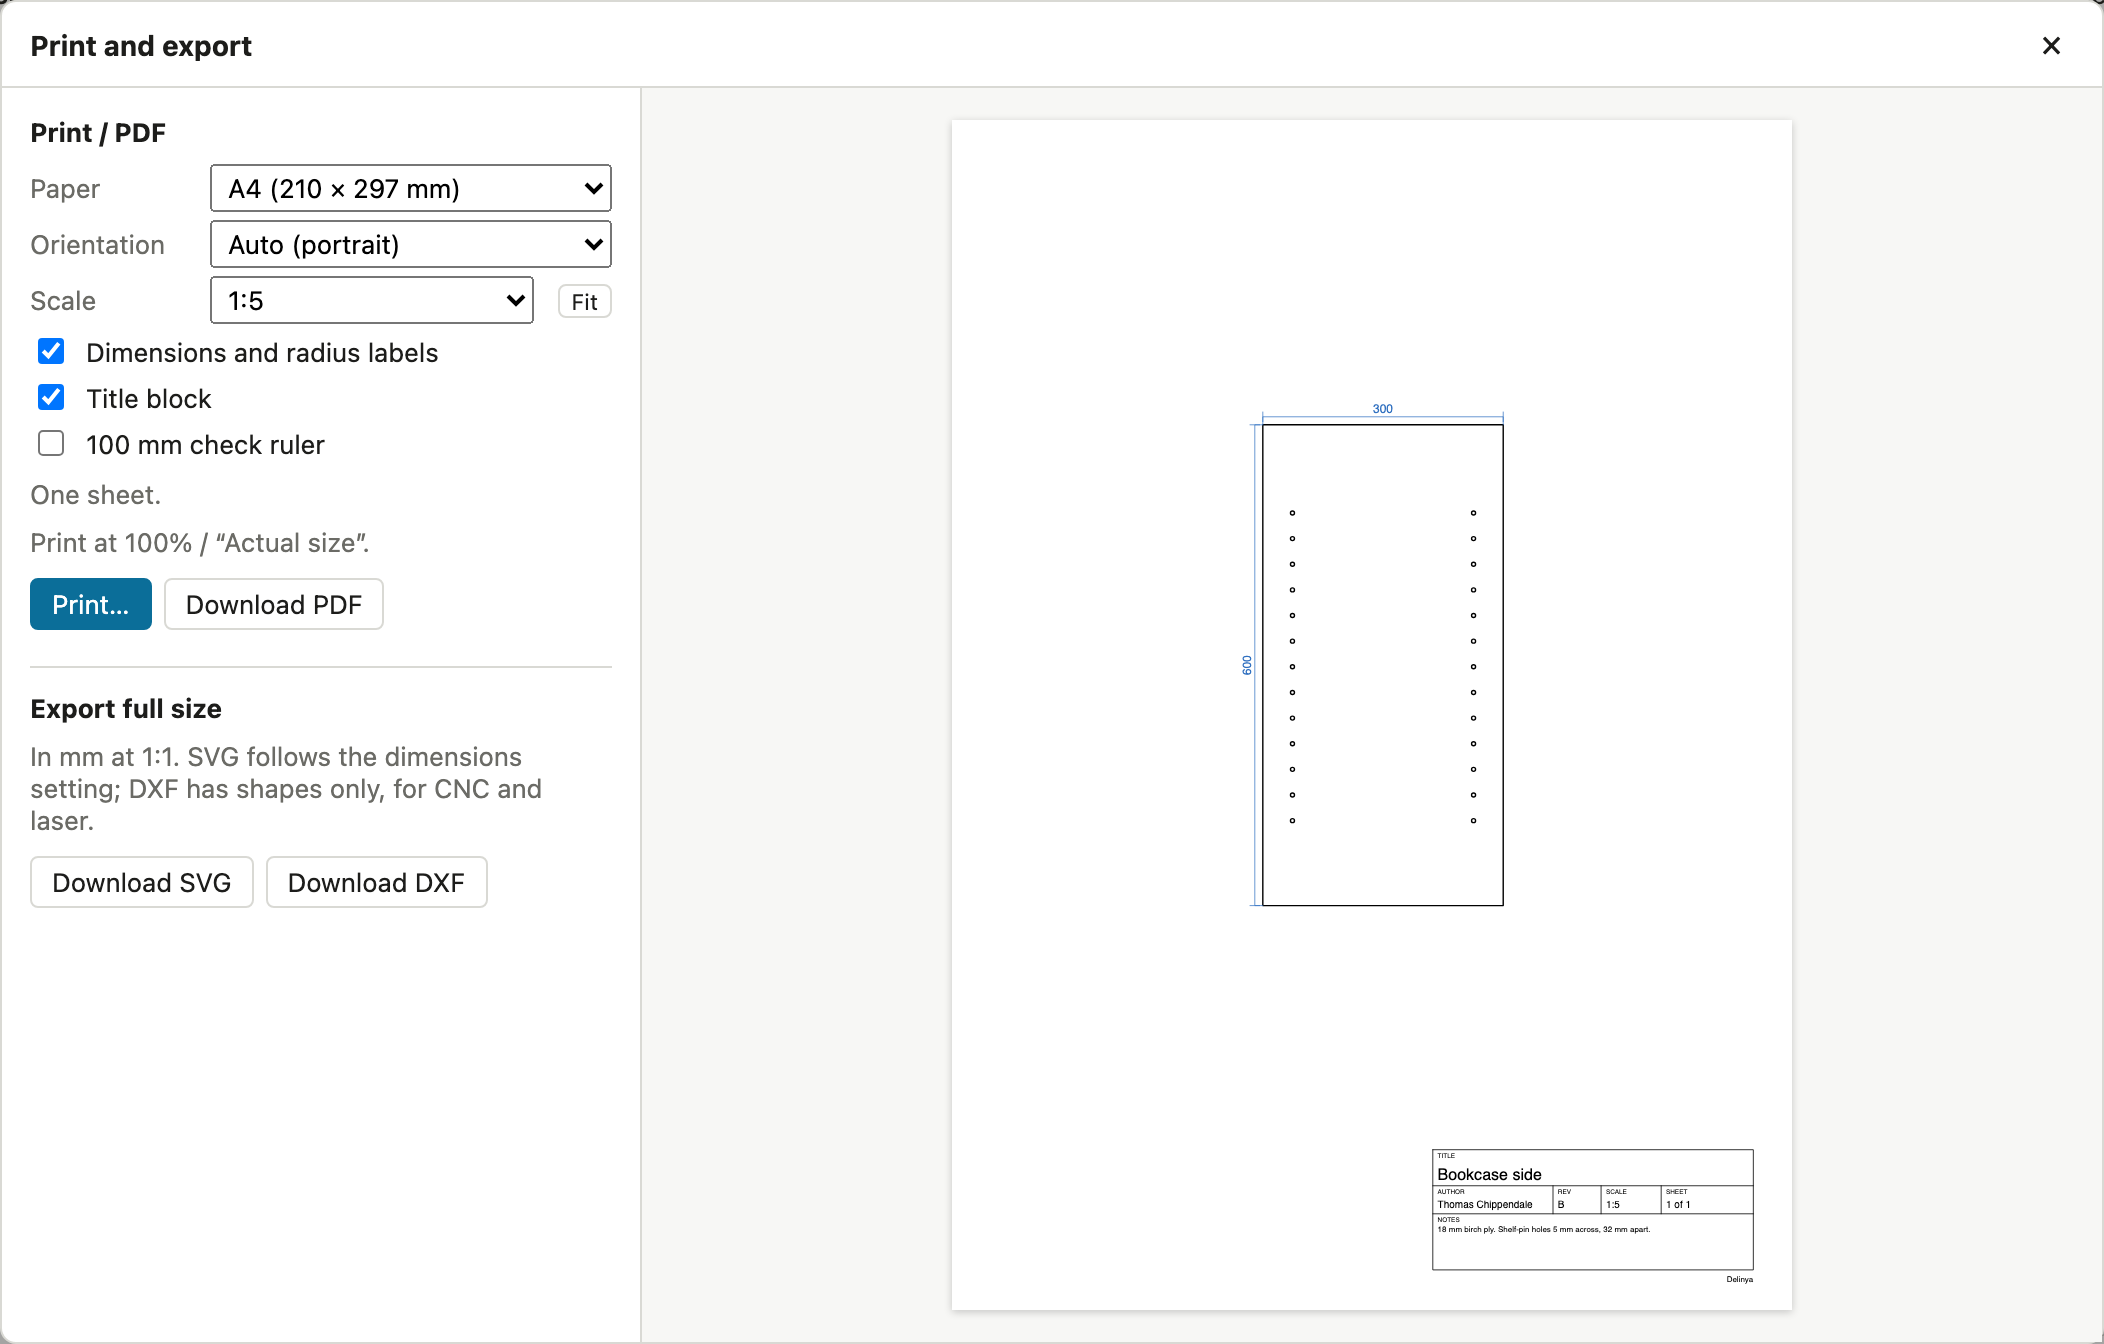 Print and export
Print / PDF
Paper
A4 (210 × 297 mm)
Orientation
Auto (portrait)
Scale
1:5
Fit
Dimensions and radius labels
Title block
100 mm check ruler
One sheet.
Print at 100% / “Actual size”.
Print...
Download PDF
Export full size
In mm at 1:1. SVG follows the dimensions
setting; DXF has shapes only, for CNC and
laser.
Download SVG
Download DXF
300
600
TITLE
Bookcase side
AUTHOR
Thomas Chippendale
REV
B
SCALE
1:5
SHEET
1 of 1
NOTES
18 mm birch ply. Shelf-pin holes 5 mm across, 32 mm apart.
Delinya